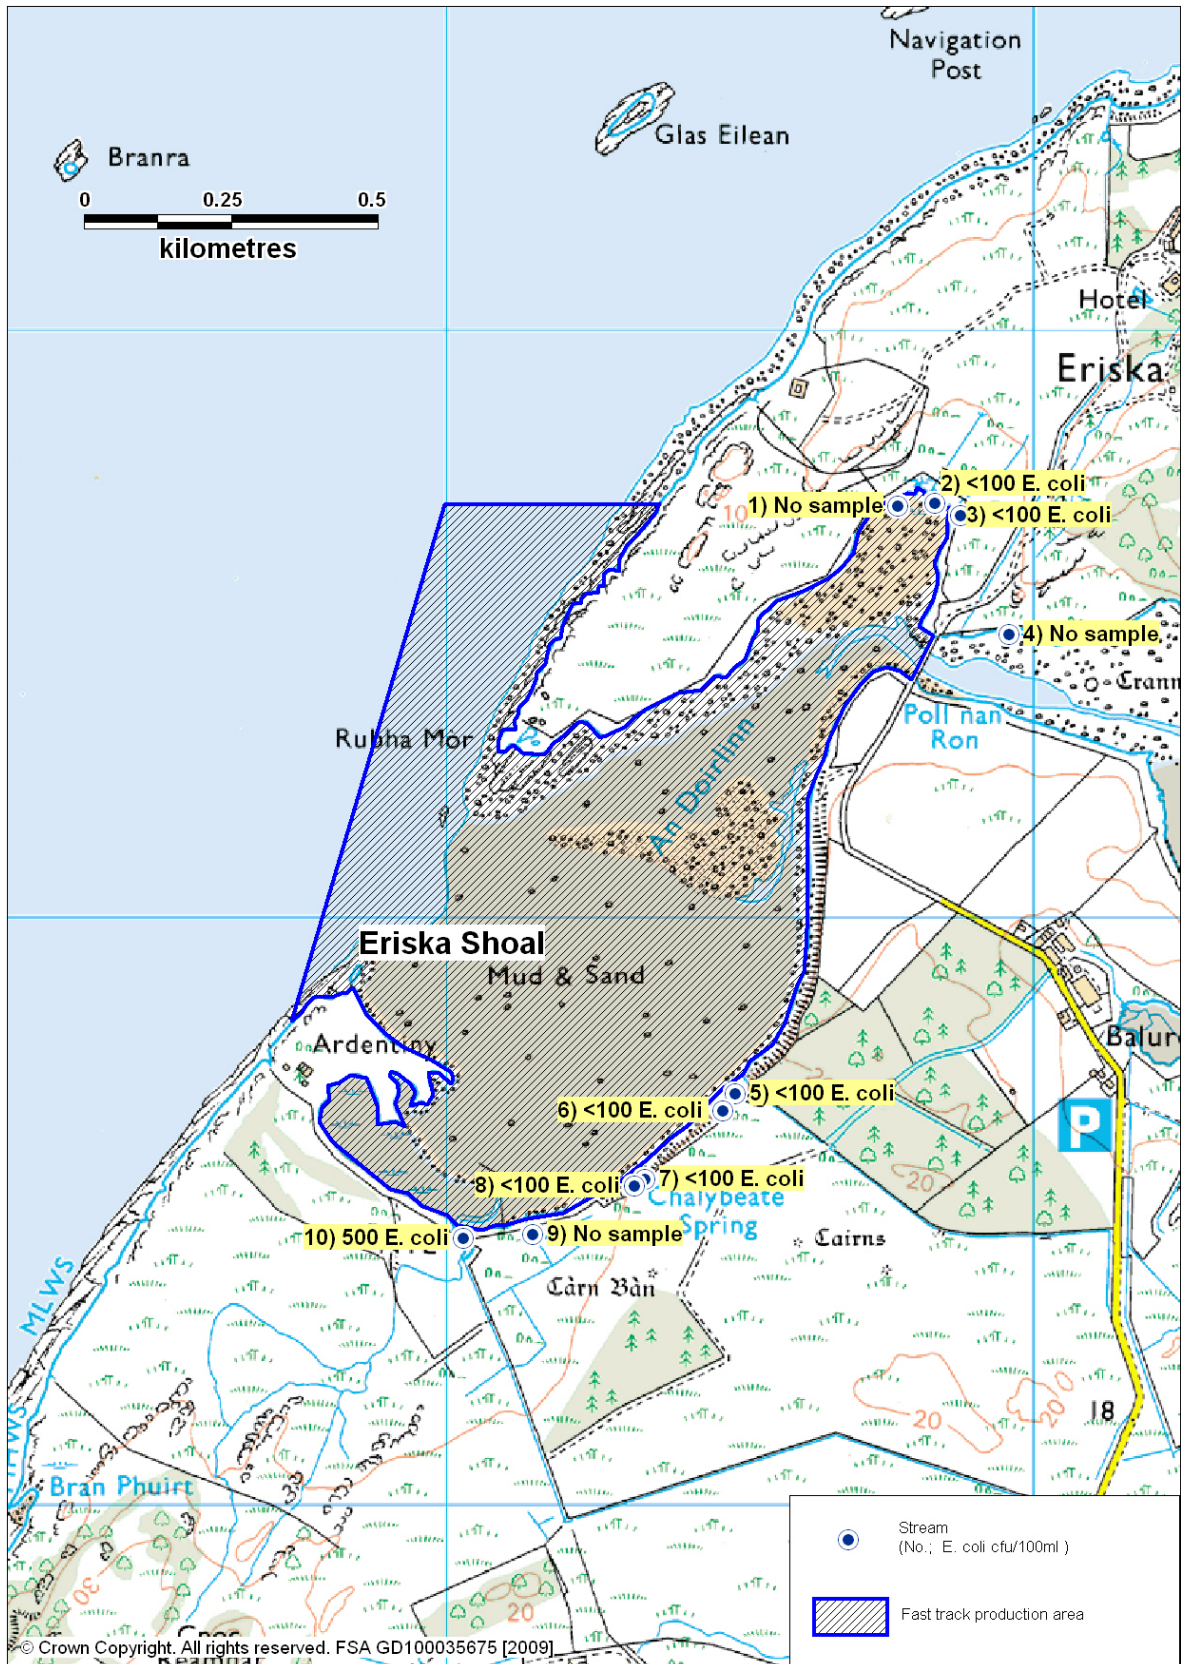 Navigation
Post
Glas Eilean
Branra
0 0.25 0.5
kilometres
Hotel
Eriska
2) <100 E. coli
1) No sample
3) <100 E. coli
10
4) No sample
Crann
Poll nan
Ron
Rubha Mor
An Doirlinn
Eriska Shoal
Mud & Sand
Ardentiny
P
5) <100 E. coli
6) <100 E. coli
7) <100 E. coli
8) <100 E. coli
20
Chalybeate
Spring
10) 500 E. coli
9) No sample
Cairns
Càrn Bàn
MLWS
20
20
18
Bran Phuirt
30
20
Stream
(No.; E. coli cfu/100ml )
Fast track production area
© Crown Copyright. All rights reserved. FSA GD100035675 [2009]